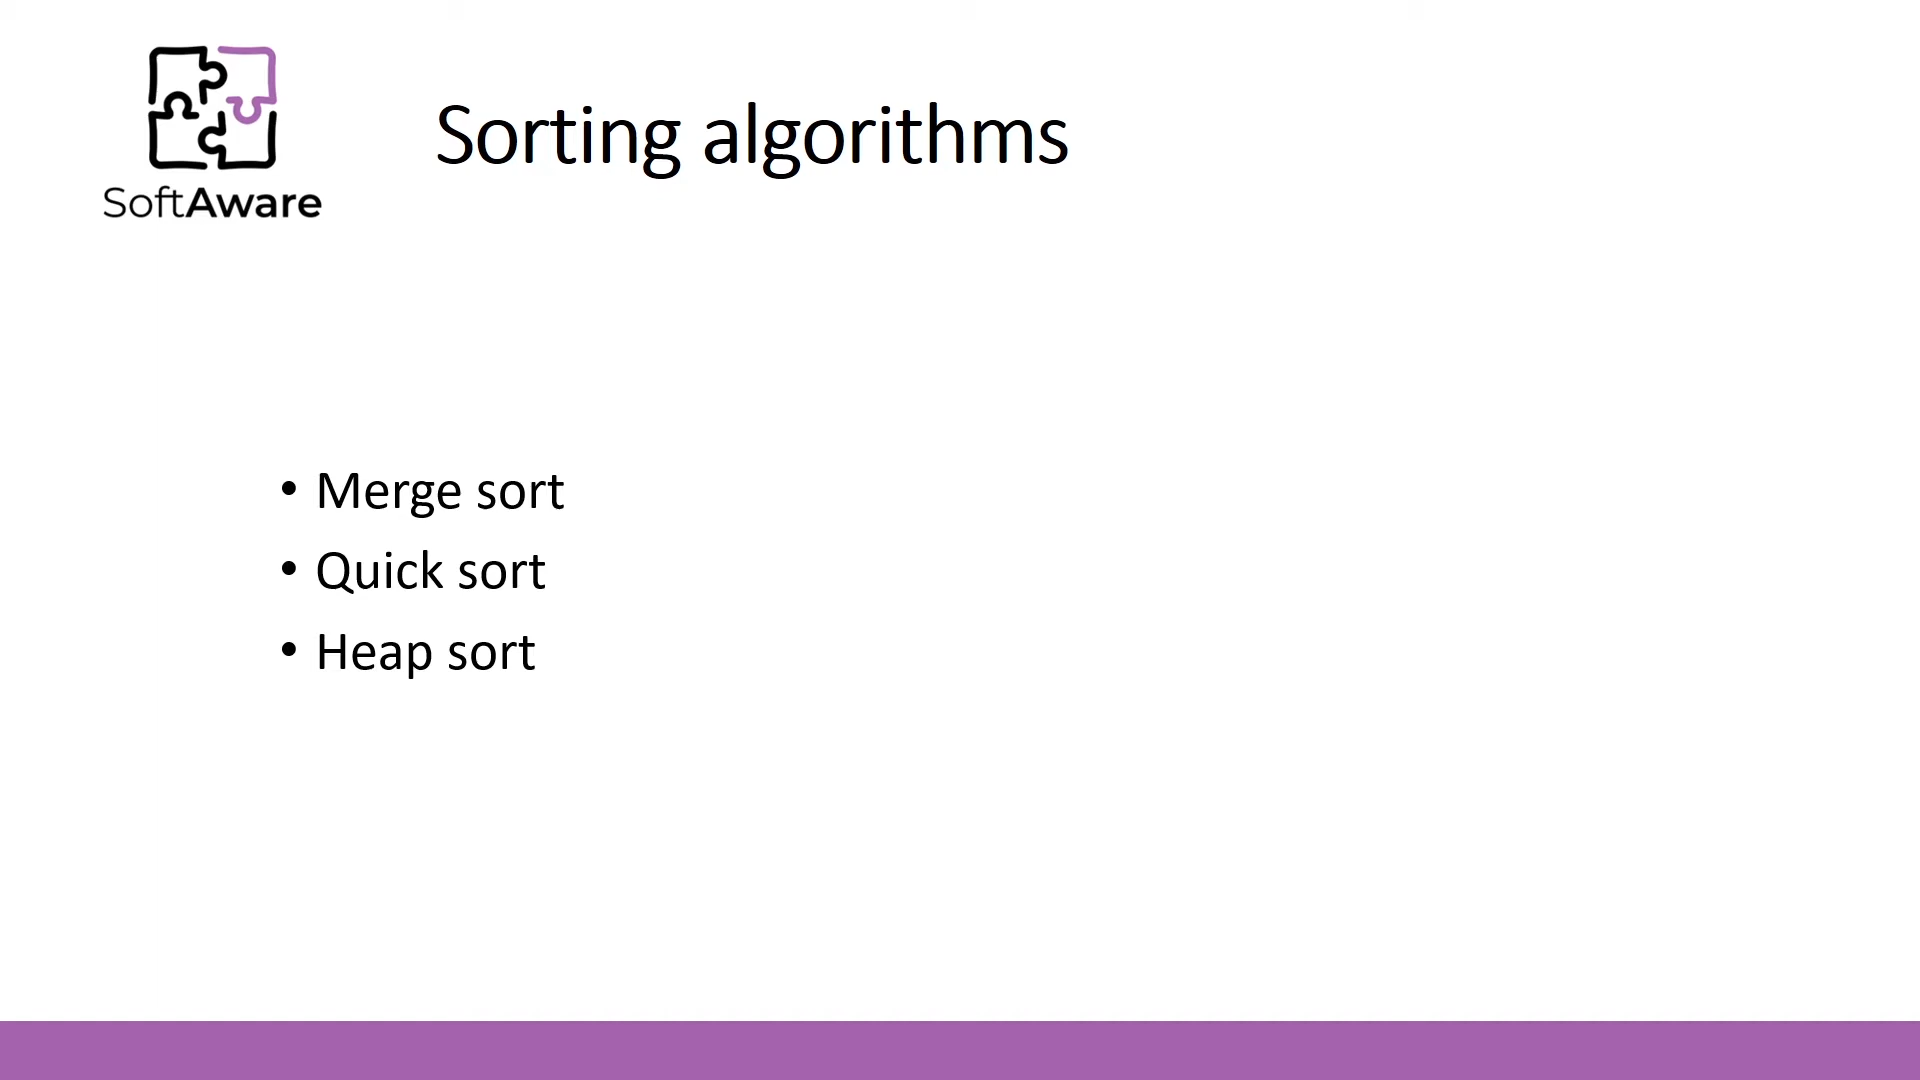 SoftAware
Sorting algorithms
• Merge sort
• Quick sort
• Heap sort